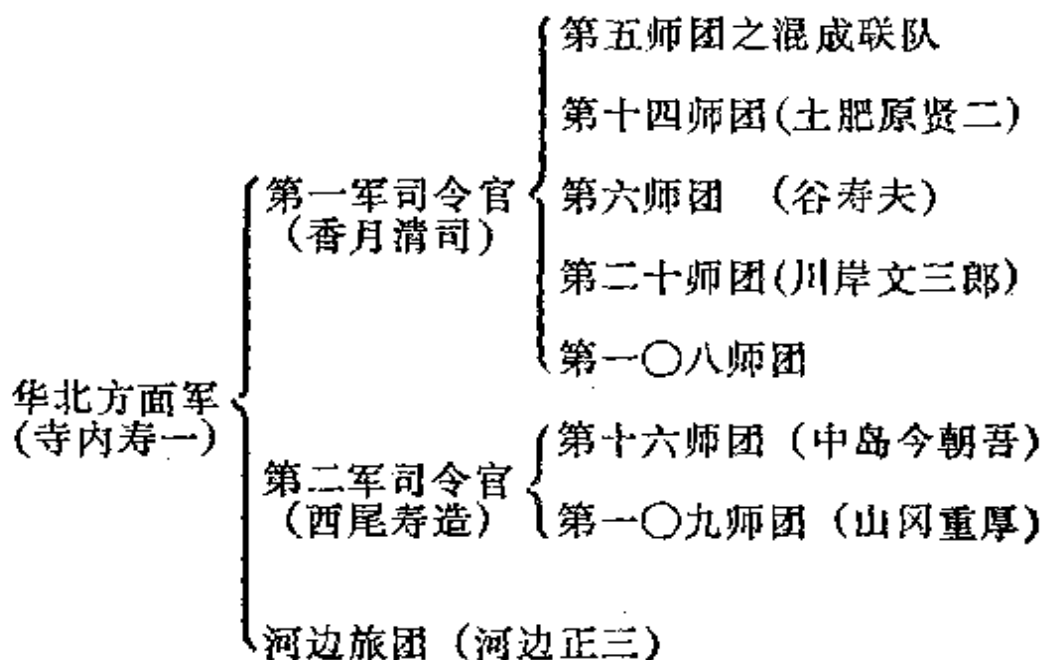 华北方面军
(寺内寿一)
第一军司令官
(香月清司)
第五师团之混成联队
第十四师团(土肥原贤二)
第六师团 (谷寿夫)
第二十师团(川岸文三郎)
第一〇八师团
第二军司令官
(西尾寿造)
第十六师团 (中岛今朝吾)
第一〇九师团 (山冈重厚)
河边旅团 (河边正三)